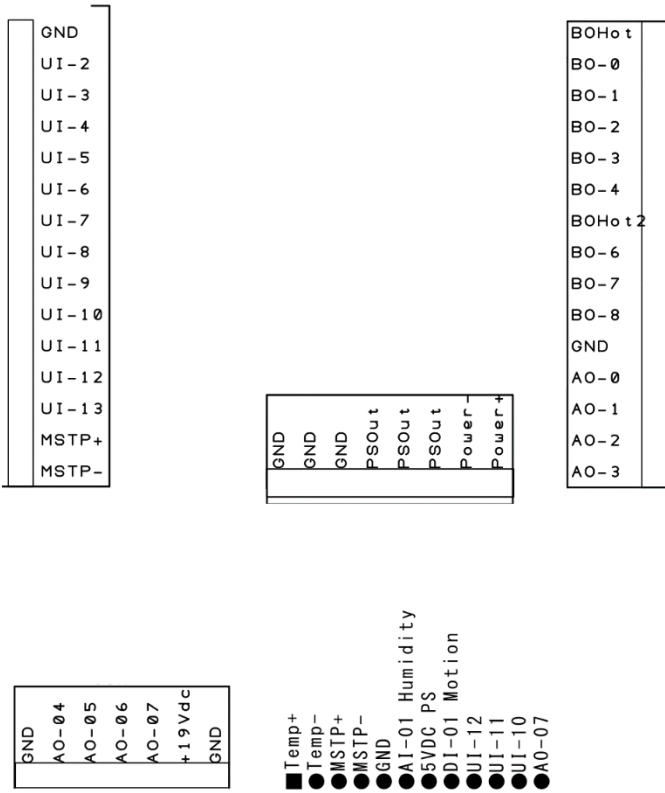 GND
UI-2
UI-3
UI-4
UI-5
UI-6
UI-7
UI-8
UI-9
UI-10
UI-11
UI-12
UI-13
MSTP+
MSTP-
GND
GND
GND
PSOut
PSOut
PSOut
Power-
Power+
BOHot
BO-0
BO-1
BO-2
BO-3
BO-4
BOHot2
BO-6
BO-7
BO-8
GND
AO-0
AO-1
AO-2
AO-3
GND
AO-04
AO-05
AO-06
AO-07
+19Vdc
GND
Temp+
Temp-
MSTP+
MSTP-
GND
AI-01 Humidity
5VDC PS
DI-01 Motion
UI-12
UI-11
UI-10
AO-07